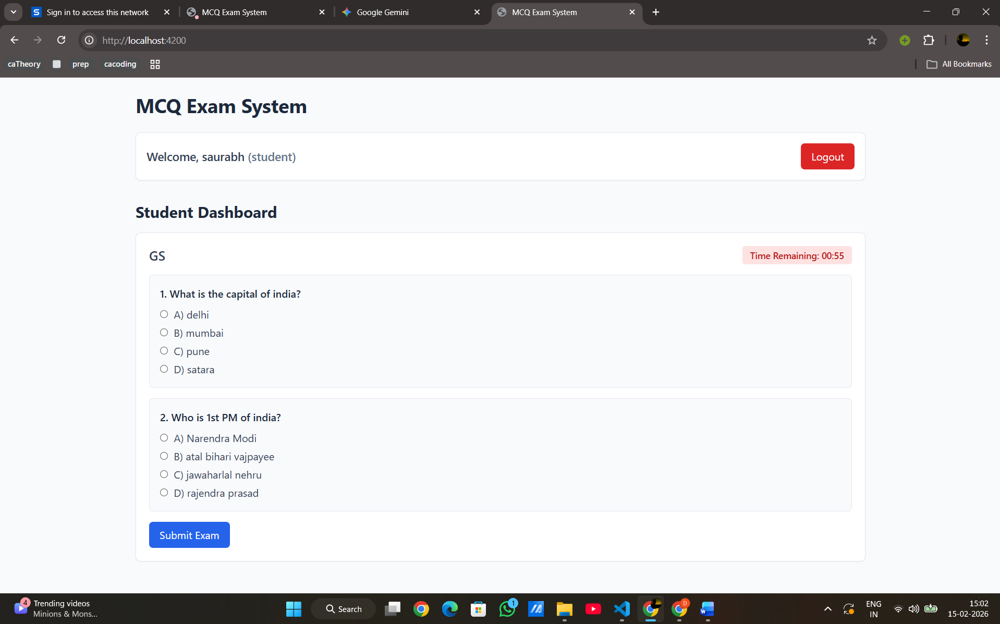 Sign in to access this network
MCQ Exam System
Google Gemini
MCQ Exam System
http://localhost:4200
caTheory
prep
cacoding
All Bookmarks
MCQ Exam System
Welcome, saurabh (student)
Logout
Student Dashboard
GS
Time Remaining: 00:55
1. What is the capital of india?
A) delhi
B) mumbai
C) pune
D) satara
2. Who is 1st PM of india?
A) Narendra Modi
B) atal bihari vajpayee
C) jawaharlal nehru
D) rajendra prasad
Submit Exam
4
Trending videos
Minions & Mons...
Search
1
D
ENG
IN
15:02
15-02-2026